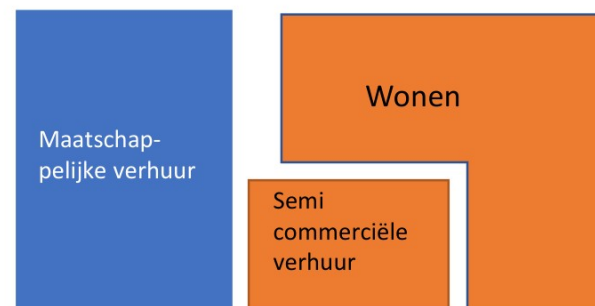 Maatschap-
pelijke verhuur
Wonen
Semi
commerciële
verhuur